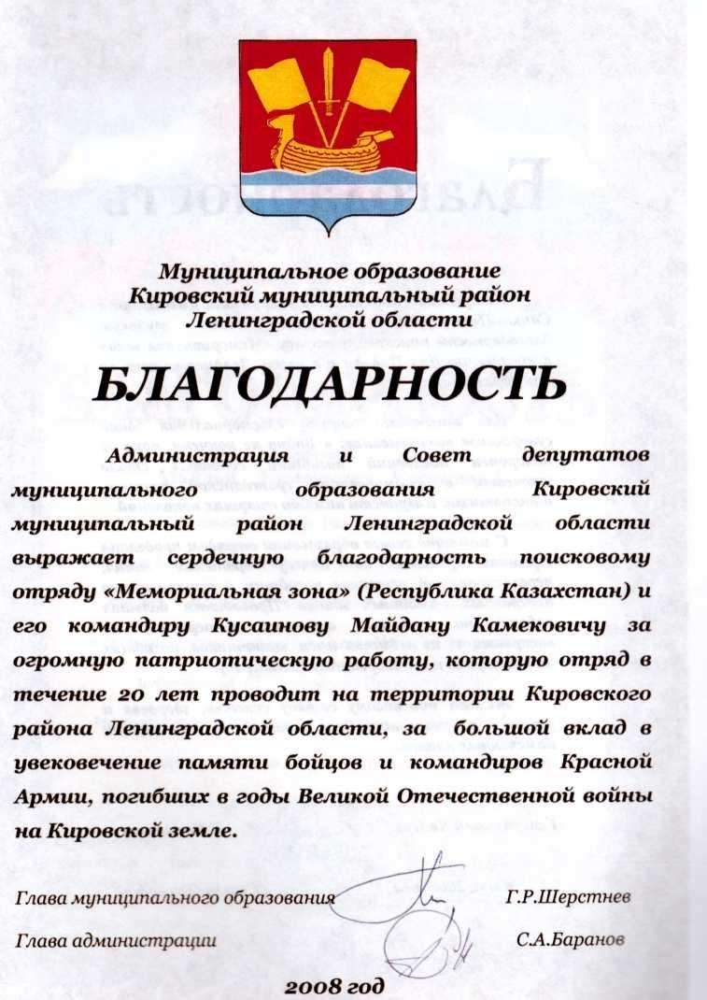 Муниципальное образование
Кировский муниципальный район
Ленинградской области
БЛАГОДАРНОСТЬ
Администрация и Совет депутатов
муниципального образования Кировский
муниципальный район Ленинградской области
выражает сердечную благодарность поисковому
отряду «Мемориальная зона» (Республика Казахстан) и
его командиру Кусаинову Майдану Камековичу за
огромную патриотическую работу, которую отряд в
течение 20 лет проводит на территории Кировского
района Ленинградской области, за большой вклад в
увековечение памяти бойцов и командиров Красной
Армии, погибших в годы Великой Отечественной войны
на Кировской земле.
Глава муниципального образования Г.Р.Шерстнев
Глава администрации С.А.Баранов
2008 год